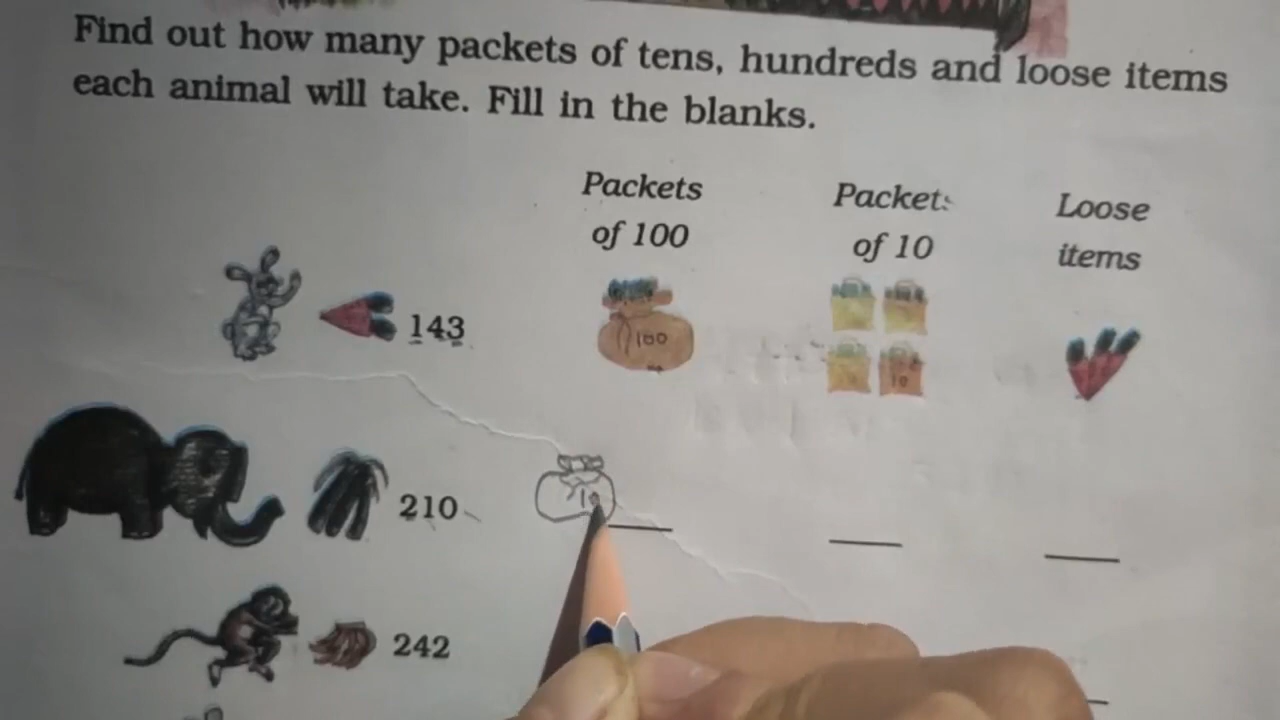 Find out how many packets of tens, hundreds and loose items
each animal will take. Fill in the blanks.
Packets of 100
Packets of 10
Loose items
143
100
10
210
10
242